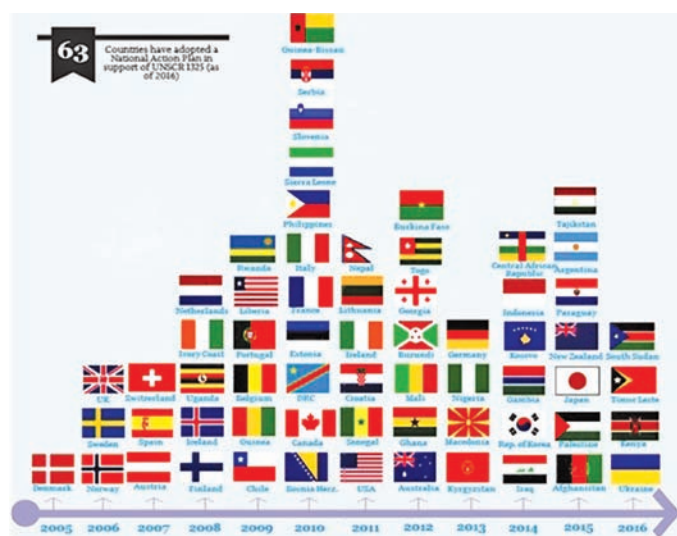 63
Countries have adopted a
National Action Plan in
support of UNSCR 1325 (as
of 2016)
Guinea-Bissau
Serbia
Slovenia
Sierra Leone
Philippines
Burkina Faso
Tajikstan
Rwanda
Italy
Nepal
Togo
Central African
Republic
Argentina
Netherlands
Liberia
France
Lithuania
Georgia
Indonesia
Paraguay
Ivory Coast
Portugal
Estonia
Ireland
Burundi
Germany
Kosovo
New Zealand
South Sudan
UK
Switzerland
Uganda
Belgium
DRC
Croatia
Mali
Nigeria
Gambia
Japan
Timor Leste
Sweden
Spain
Iceland
Guinea
Canada
Senegal
Ghana
Macedonia
Rep. of Korea
Palestine
Kenya
Denmark
Norway
Austria
Finland
Chile
Bosnia Herz.
USA
Australia
Kyrgyzstan
Iraq
Afghanistan
Ukraine
2005 2006 2007 2008 2009 2010 2011 2012 2013 2014 2015 2016